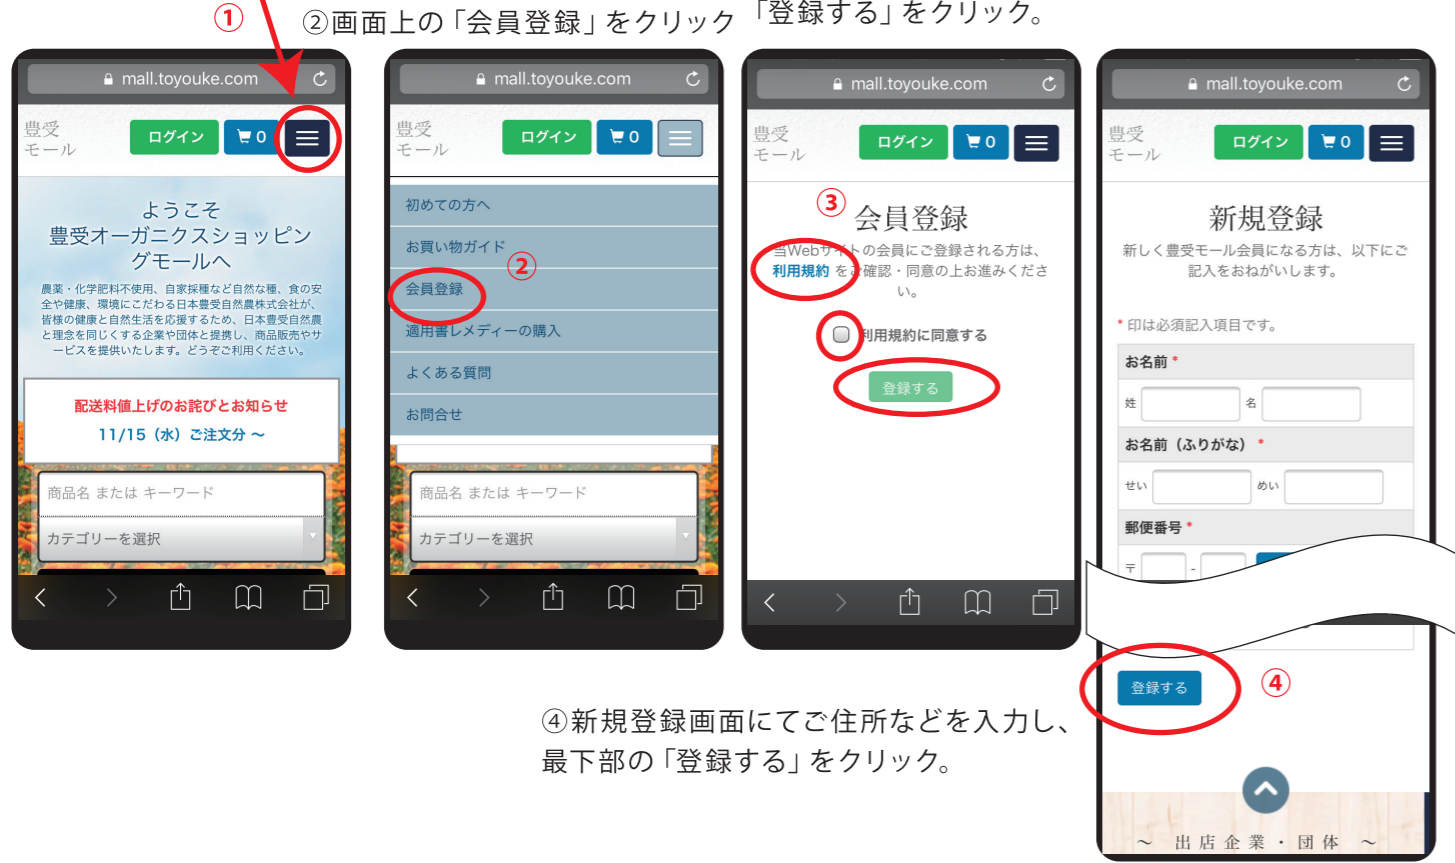 ①
②画面上の「会員登録」をクリック
「登録する」をクリック。
mall.toyouke.com
豊受
モール
ログイン
0
ようこそ
豊受オーガニクスショッピン
グモールへ
農薬・化学肥料不使用、自家採種など自然な種、食の安
全や健康、環境にこだわる日本豊受自然農株式会社が、
皆様の健康と自然生活を応援するため、日本豊受自然農
と理念を同じくする企業や団体と提携し、商品販売やサ
ービスを提供いたします。どうぞご利用ください。
配送料値上げのお詫びとお知らせ
11/15（水）ご注文分 ～
商品名 または キーワード
カテゴリーを選択
mall.toyouke.com
豊受
モール
ログイン
0
初めての方へ
お買い物ガイド
②
会員登録
適用書レメディーの購入
よくある質問
お問合せ
商品名 または キーワード
カテゴリーを選択
mall.toyouke.com
豊受
モール
ログイン
0
③
会員登録
当Webサイトの会員にご登録される方は、
利用規約 をご確認・同意の上お進みくださ
い。
利用規約に同意する
登録する
mall.toyouke.com
豊受
モール
ログイン
0
新規登録
新しく豊受モール会員になる方は、以下にご
記入をおねがいします。
* 印は必須記入項目です。
お名前 *
姓 名
お名前（ふりがな） *
せい めい
郵便番号 *
〒 -
登録する
④
④新規登録画面にてご住所などを入力し、
最下部の「登録する」をクリック。
～ 出店企業・団体 ～